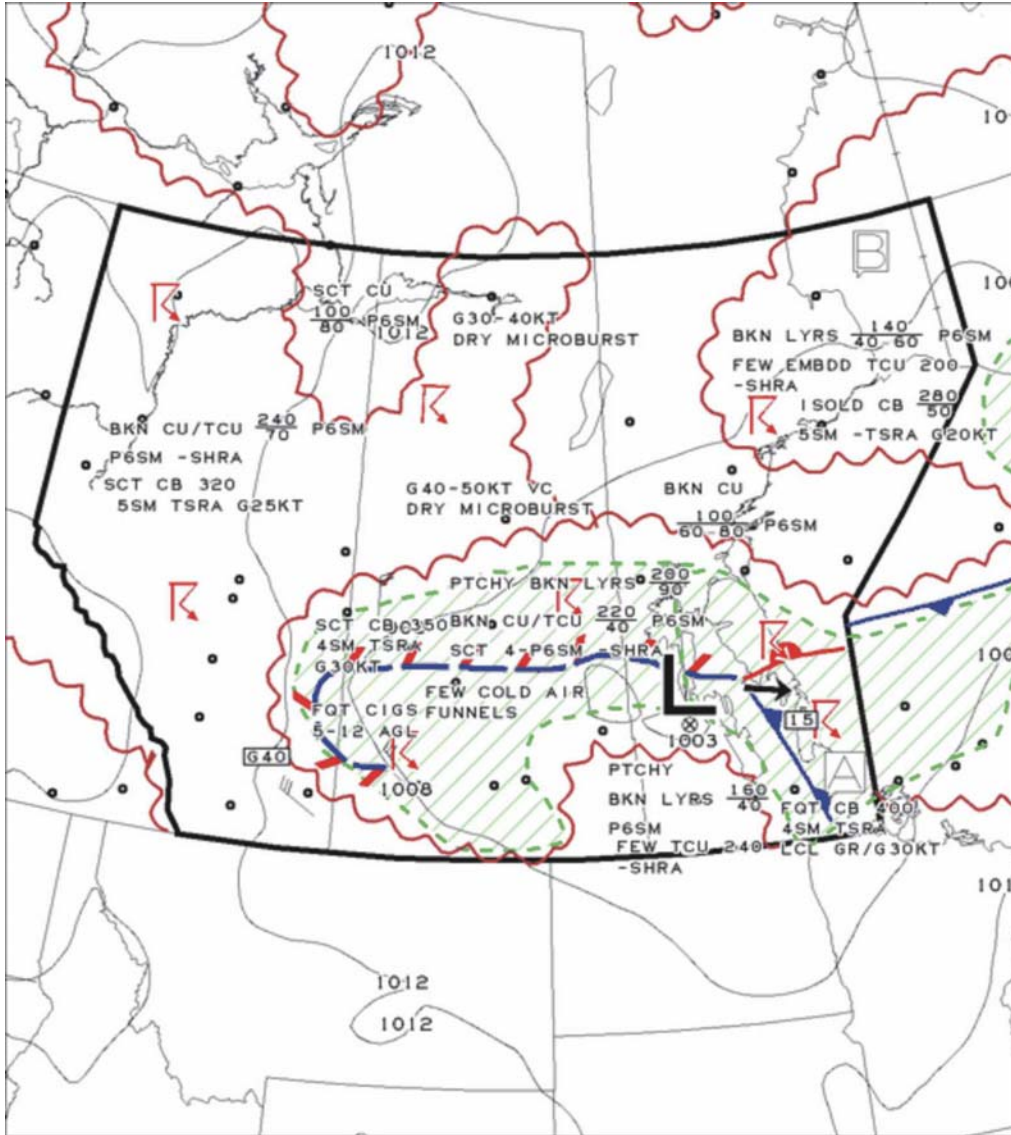 1012
10
B
SCT CU
100
80 P6SM
1012
G30-40KT
DRY MICROBURST
100
BKN LYRS 140
40-60 P6SM
FEW EMBDD TCU 200
-SHRA
ISOLD CB 280
50
5SM -TSRA G20KT
BKN CU/TCU 240
70 P6SM
P6SM -SHRA
SCT CB 320
5SM TSRA G25KT
G40-50KT VC
DRY MICROBURST
BKN CU
100
60-80 P6SM
PTCHY BKN LYRS 200
90
SCT CB 350
4SM TSRA
G30KT
BKN CU/TCU 220
40 P6SM
SCT 4-P6SM -SHRA
FEW COLD AIR
FUNNELS
FQT CIGS
5-12 AGL
100
G40
L
1003
15
A
1008
PTCHY
BKN LYRS 160
40
P6SM
FEW TCU 240
-SHRA
FQT CB 400
4SM TSRA
LCL GR/G30KT
101
1012
1012